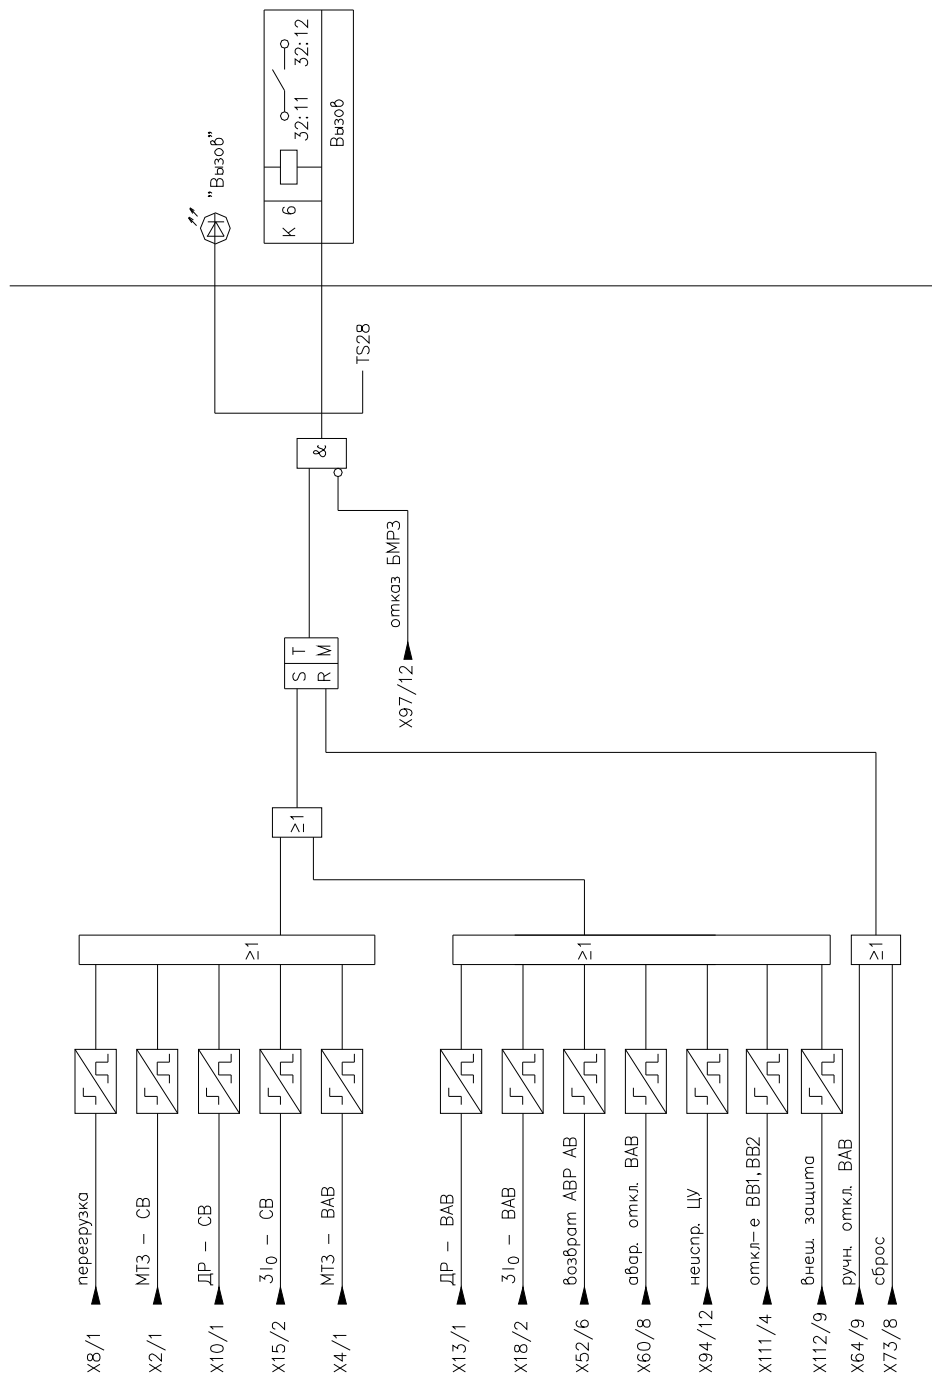 X8/1 перегрузка
X2/1 МТЗ – СВ
X10/1 ДР – СВ
X15/2 3I₀ – СВ
X4/1 МТЗ – ВАВ
X13/1 ДР – ВАВ
X18/2 3I₀ – ВАВ
X52/6 возврат АВР АВ
X60/8 авар. откл. ВАВ
X94/12 неиспр. ЦУ
X111/4 откл–е ВВ1,ВВ2
X112/9 внеш. защита
X64/9 ручн. откл. ВАВ
X73/8 сброс
≥1
≥1
≥1
≥1
S T
R M
X97/12 отказ БМРЗ
&
TS28
"Вызов"
К 6
32:11 32:12
Вызов